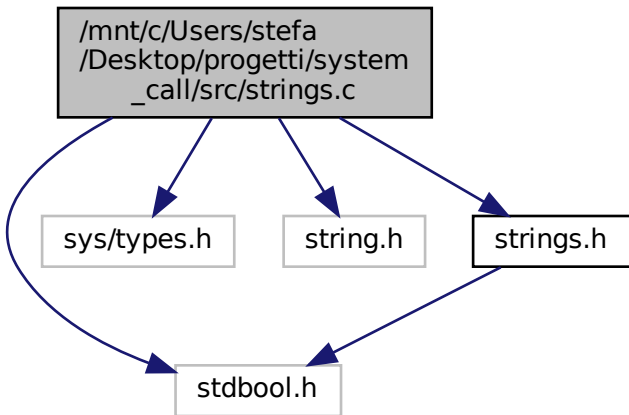 /mnt/c/Users/stefa
/Desktop/progetti/system
_call/src/strings.c
sys/types.h
string.h
strings.h
stdbool.h